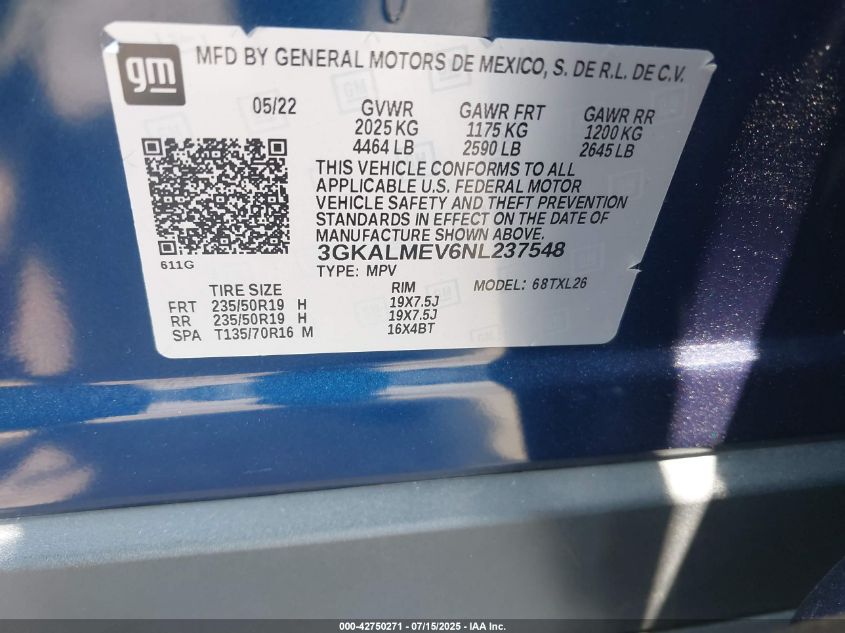 gm
MFD BY GENERAL MOTORS DE MEXICO, S. DE R.L. DE C.V.
05/22 GVWR GAWR FRT GAWR RR
2025 KG 1175 KG 1200 KG
4464 LB 2590 LB 2645 LB
THIS VEHICLE CONFORMS TO ALL
APPLICABLE U.S. FEDERAL MOTOR
VEHICLE SAFETY AND THEFT PREVENTION
STANDARDS IN EFFECT ON THE DATE OF
MANUFACTURE SHOWN ABOVE.
3GKALMEV6NL237548
611G
TYPE: MPV MODEL: 68TXL26
TIRE SIZE RIM
FRT 235/50R19 H 19X7.5J
RR 235/50R19 H 19X7.5J
SPA T135/70R16 M 16X4BT
000-42750271 - 07/15/2025 - IAA Inc.